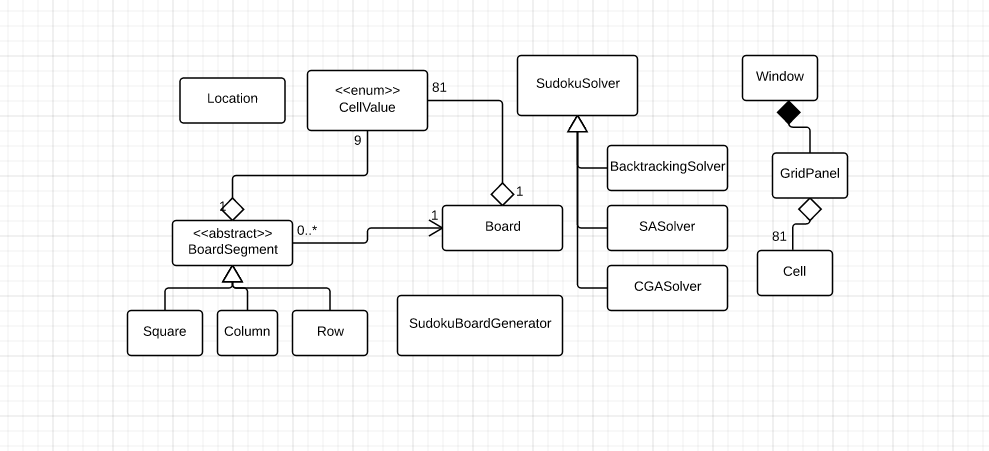 Location
<<enum>>
CellValue
81
9
SudokuSolver
Window
BacktrackingSolver
GridPanel
1
1
<<abstract>>
BoardSegment
0..*
1
Board
SASolver
81
Cell
CGASolver
Square
Column
Row
SudokuBoardGenerator